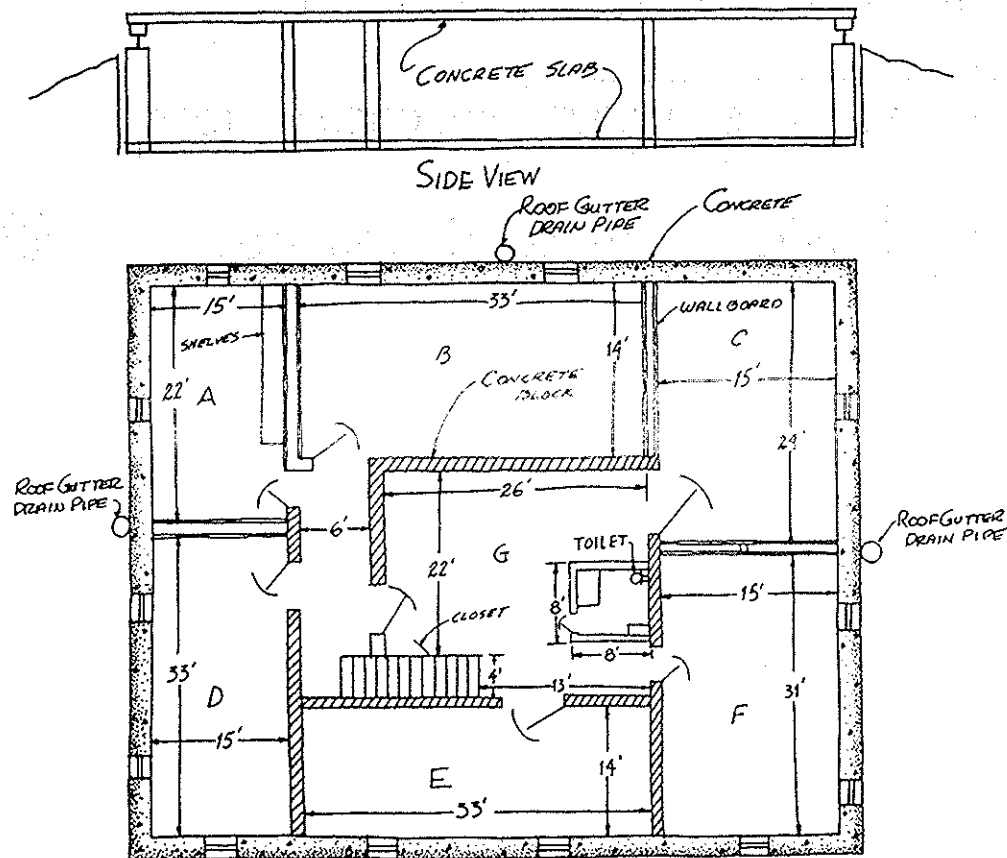 CONCRETE SLAB
SIDE VIEW
ROOF GUTTER
DRAIN PIPE
CONCRETE
15'
33'
WALLBOARD
SHELVES
B
14'
C
CONCRETE
BLOCK
15'
22'
A
24'
ROOF GUTTER
DRAIN PIPE
26'
6'
ROOF GUTTER
DRAIN PIPE
G
TOILET
22'
8'
15'
CLOSET
8'
4'
13'
33'
D
31'
F
15'
E
14'
33'